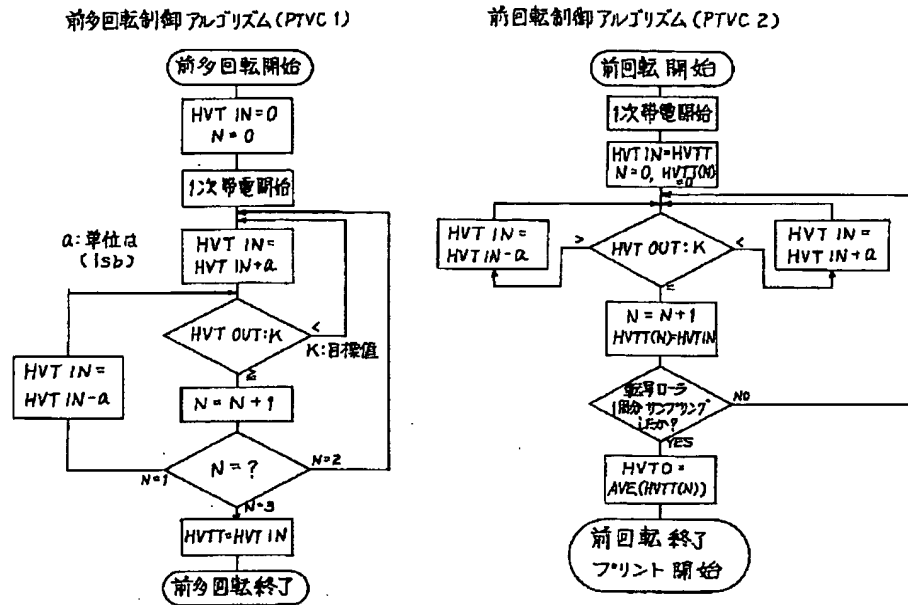 前多回転制御アルゴリズム(PTVC 1)
前多回転開始
HVT IN=0
N=0
1次帯電開始
a:単位は
(lsb)
HVT IN=
HVT IN+a
HVT OUT:K
<
K:目標値
≧
HVT IN=
HVT IN-a
N=N+1
N=?
N=1
N=2
N=3
HVTT=HVT IN
前多回転終了
前回転制御アルゴリズム(PTVC 2)
前回転開始
1次帯電開始
HVT IN=HVTT
N=0, HVTT(N)
=0
HVT IN=
HVT IN-a
>
HVT OUT:K
<
HVT IN=
HVT IN+a
=
N=N+1
HVTT(N)=HVTIN
転写ローラ
1周分サンプリング
したか?
NO
YES
HVT0=
AVE(HVTT(N))
前回転終了
プリント開始